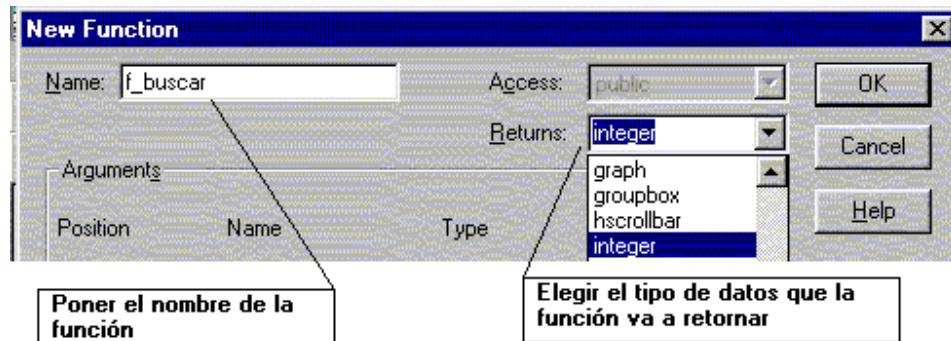 New Function
Name: f_buscar Access: public OK
Returns: integer Cancel
Arguments graph
groupbox
Position Name Type hscrollbar Help
integer
Poner el nombre de la
función
Elegir el tipo de datos que la
función va a retornar